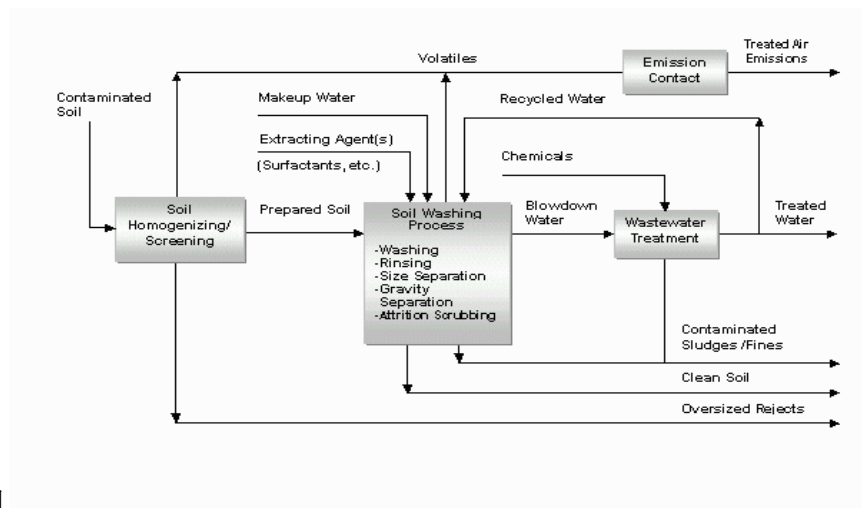 Treated Air
Emissions
Volatiles
Emission
Contact
Contaminated
Soil
Makeup Water
Recycled Water
Extracting Agent(s)
(Surfactants, etc.)
Chemicals
Soil
Homogenizing/
Screening
Prepared Soil
Soil Washing
Process
-Washing
-Rinsing
-Size Separation
-Gravity
Separation
-Attrition Scrubbing
Blowdown
Water
Wastewater
Treatment
Treated
Water
Contaminated
Sludges /Fines
Clean Soil
Oversized Rejects